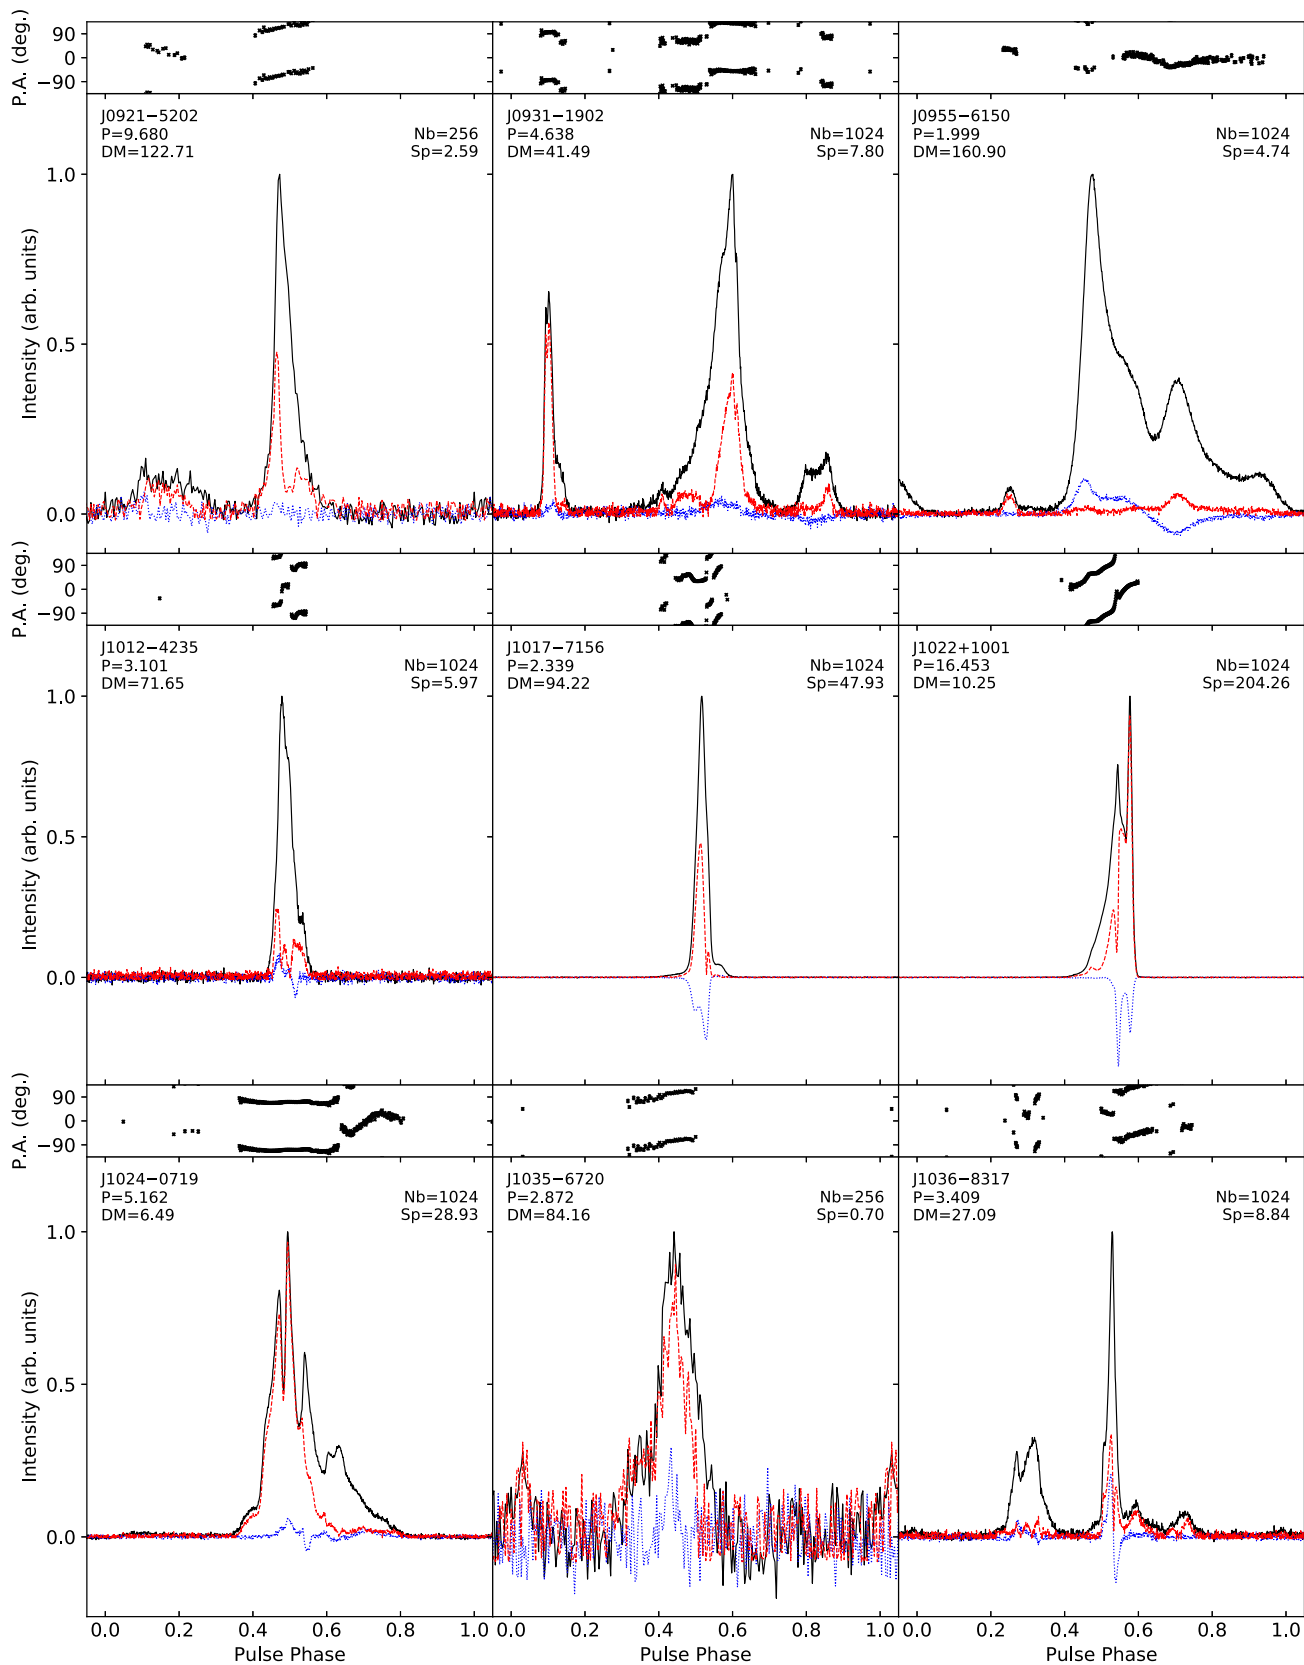 P.A. (deg.)
90
0
−90
J0921−5202
P=9.680
DM=122.71
Nb=256
Sp=2.59
J0931−1902
P=4.638
DM=41.49
Nb=1024
Sp=7.80
J0955−6150
P=1.999
DM=160.90
Nb=1024
Sp=4.74
Intensity (arb. units)
1.0
0.5
0.0
P.A. (deg.)
90
0
−90
J1012−4235
P=3.101
DM=71.65
Nb=1024
Sp=5.97
J1017−7156
P=2.339
DM=94.22
Nb=1024
Sp=47.93
J1022+1001
P=16.453
DM=10.25
Nb=1024
Sp=204.26
Intensity (arb. units)
1.0
0.5
0.0
P.A. (deg.)
90
0
−90
J1024−0719
P=5.162
DM=6.49
Nb=1024
Sp=28.93
J1035−6720
P=2.872
DM=84.16
Nb=256
Sp=0.70
J1036−8317
P=3.409
DM=27.09
Nb=1024
Sp=8.84
Intensity (arb. units)
1.0
0.5
0.0
0.0 0.2 0.4 0.6 0.8 1.0
0.0 0.2 0.4 0.6 0.8 1.0
0.0 0.2 0.4 0.6 0.8 1.0
Pulse Phase
Pulse Phase
Pulse Phase